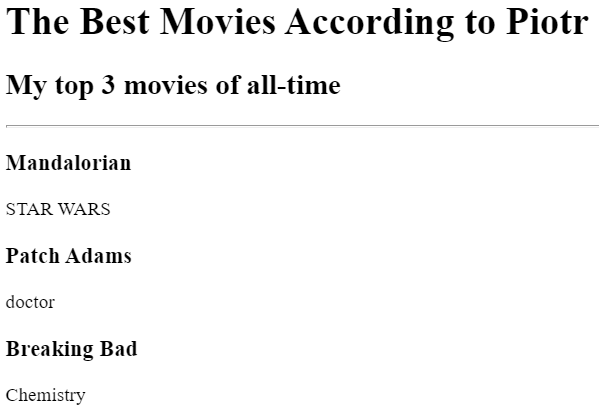 The Best Movies According to Piotr
My top 3 movies of all-time
Mandalorian
STAR WARS
Patch Adams
doctor
Breaking Bad
Chemistry